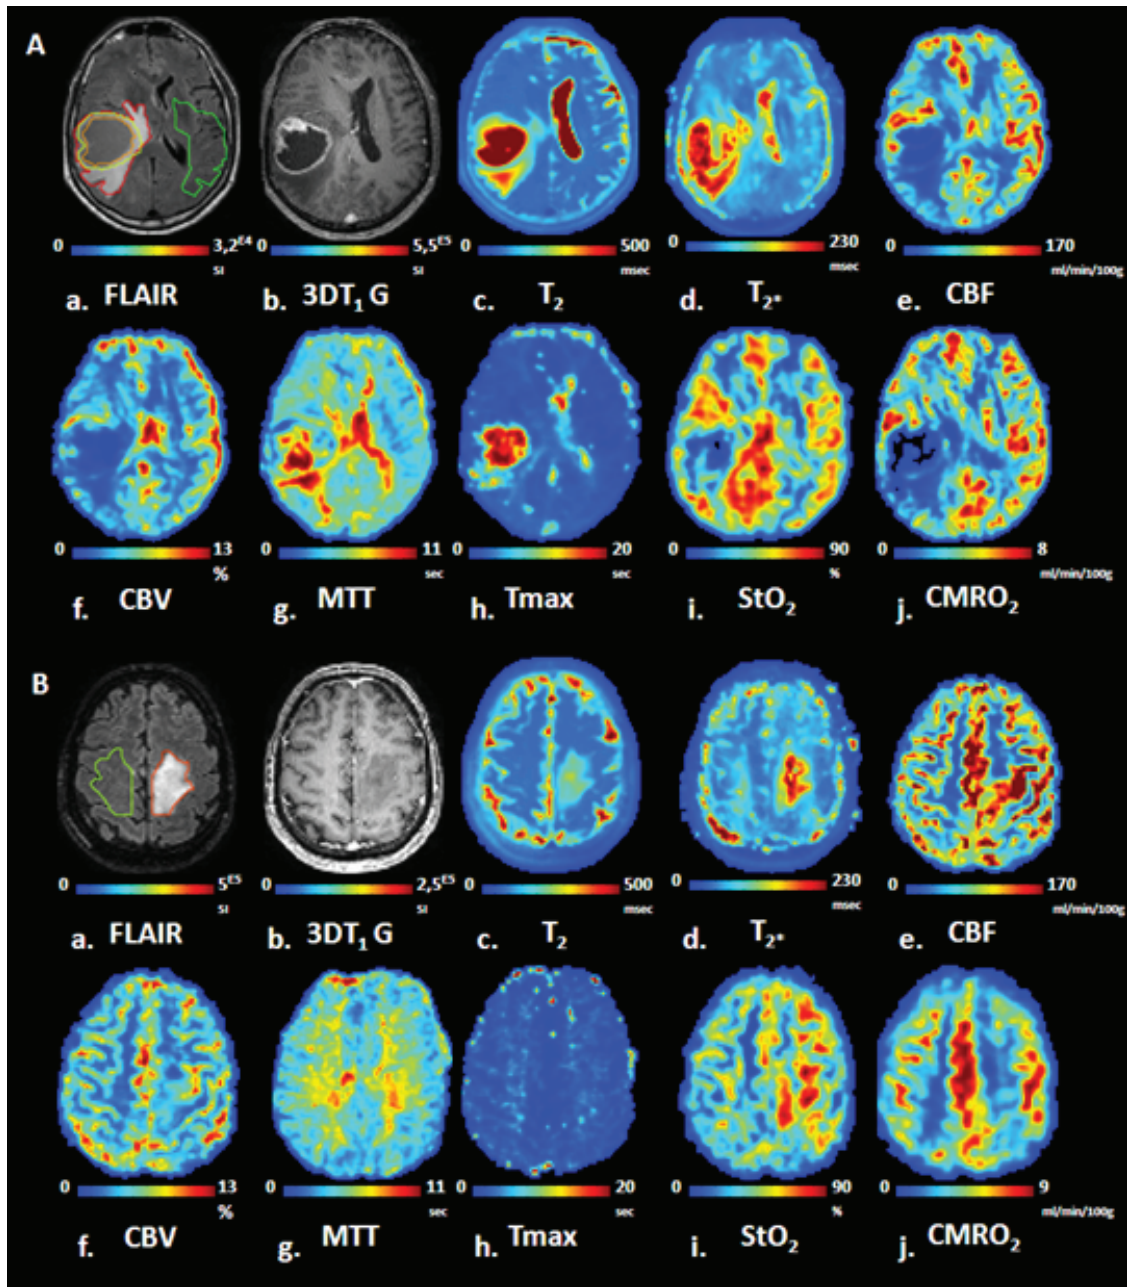 A
0 3,2E4
SI
0 5,5E5
SI
0 500
msec
0 230
msec
0 170
ml/min/100g
a. FLAIR
b. 3DT1 G
c. T2
d. T2*
e. CBF
0 13
%
0 11
sec
0 20
sec
0 90
%
0 8
ml/min/100g
f. CBV
g. MTT
h. Tmax
i. StO2
j. CMRO2
B
0 5E5
SI
0 2,5E5
SI
0 500
msec
0 230
msec
0 170
ml/min/100g
a. FLAIR
b. 3DT1 G
c. T2
d. T2*
e. CBF
0 13
%
0 11
sec
0 20
sec
0 90
%
0 9
ml/min/100g
f. CBV
g. MTT
h. Tmax
i. StO2
j. CMRO2